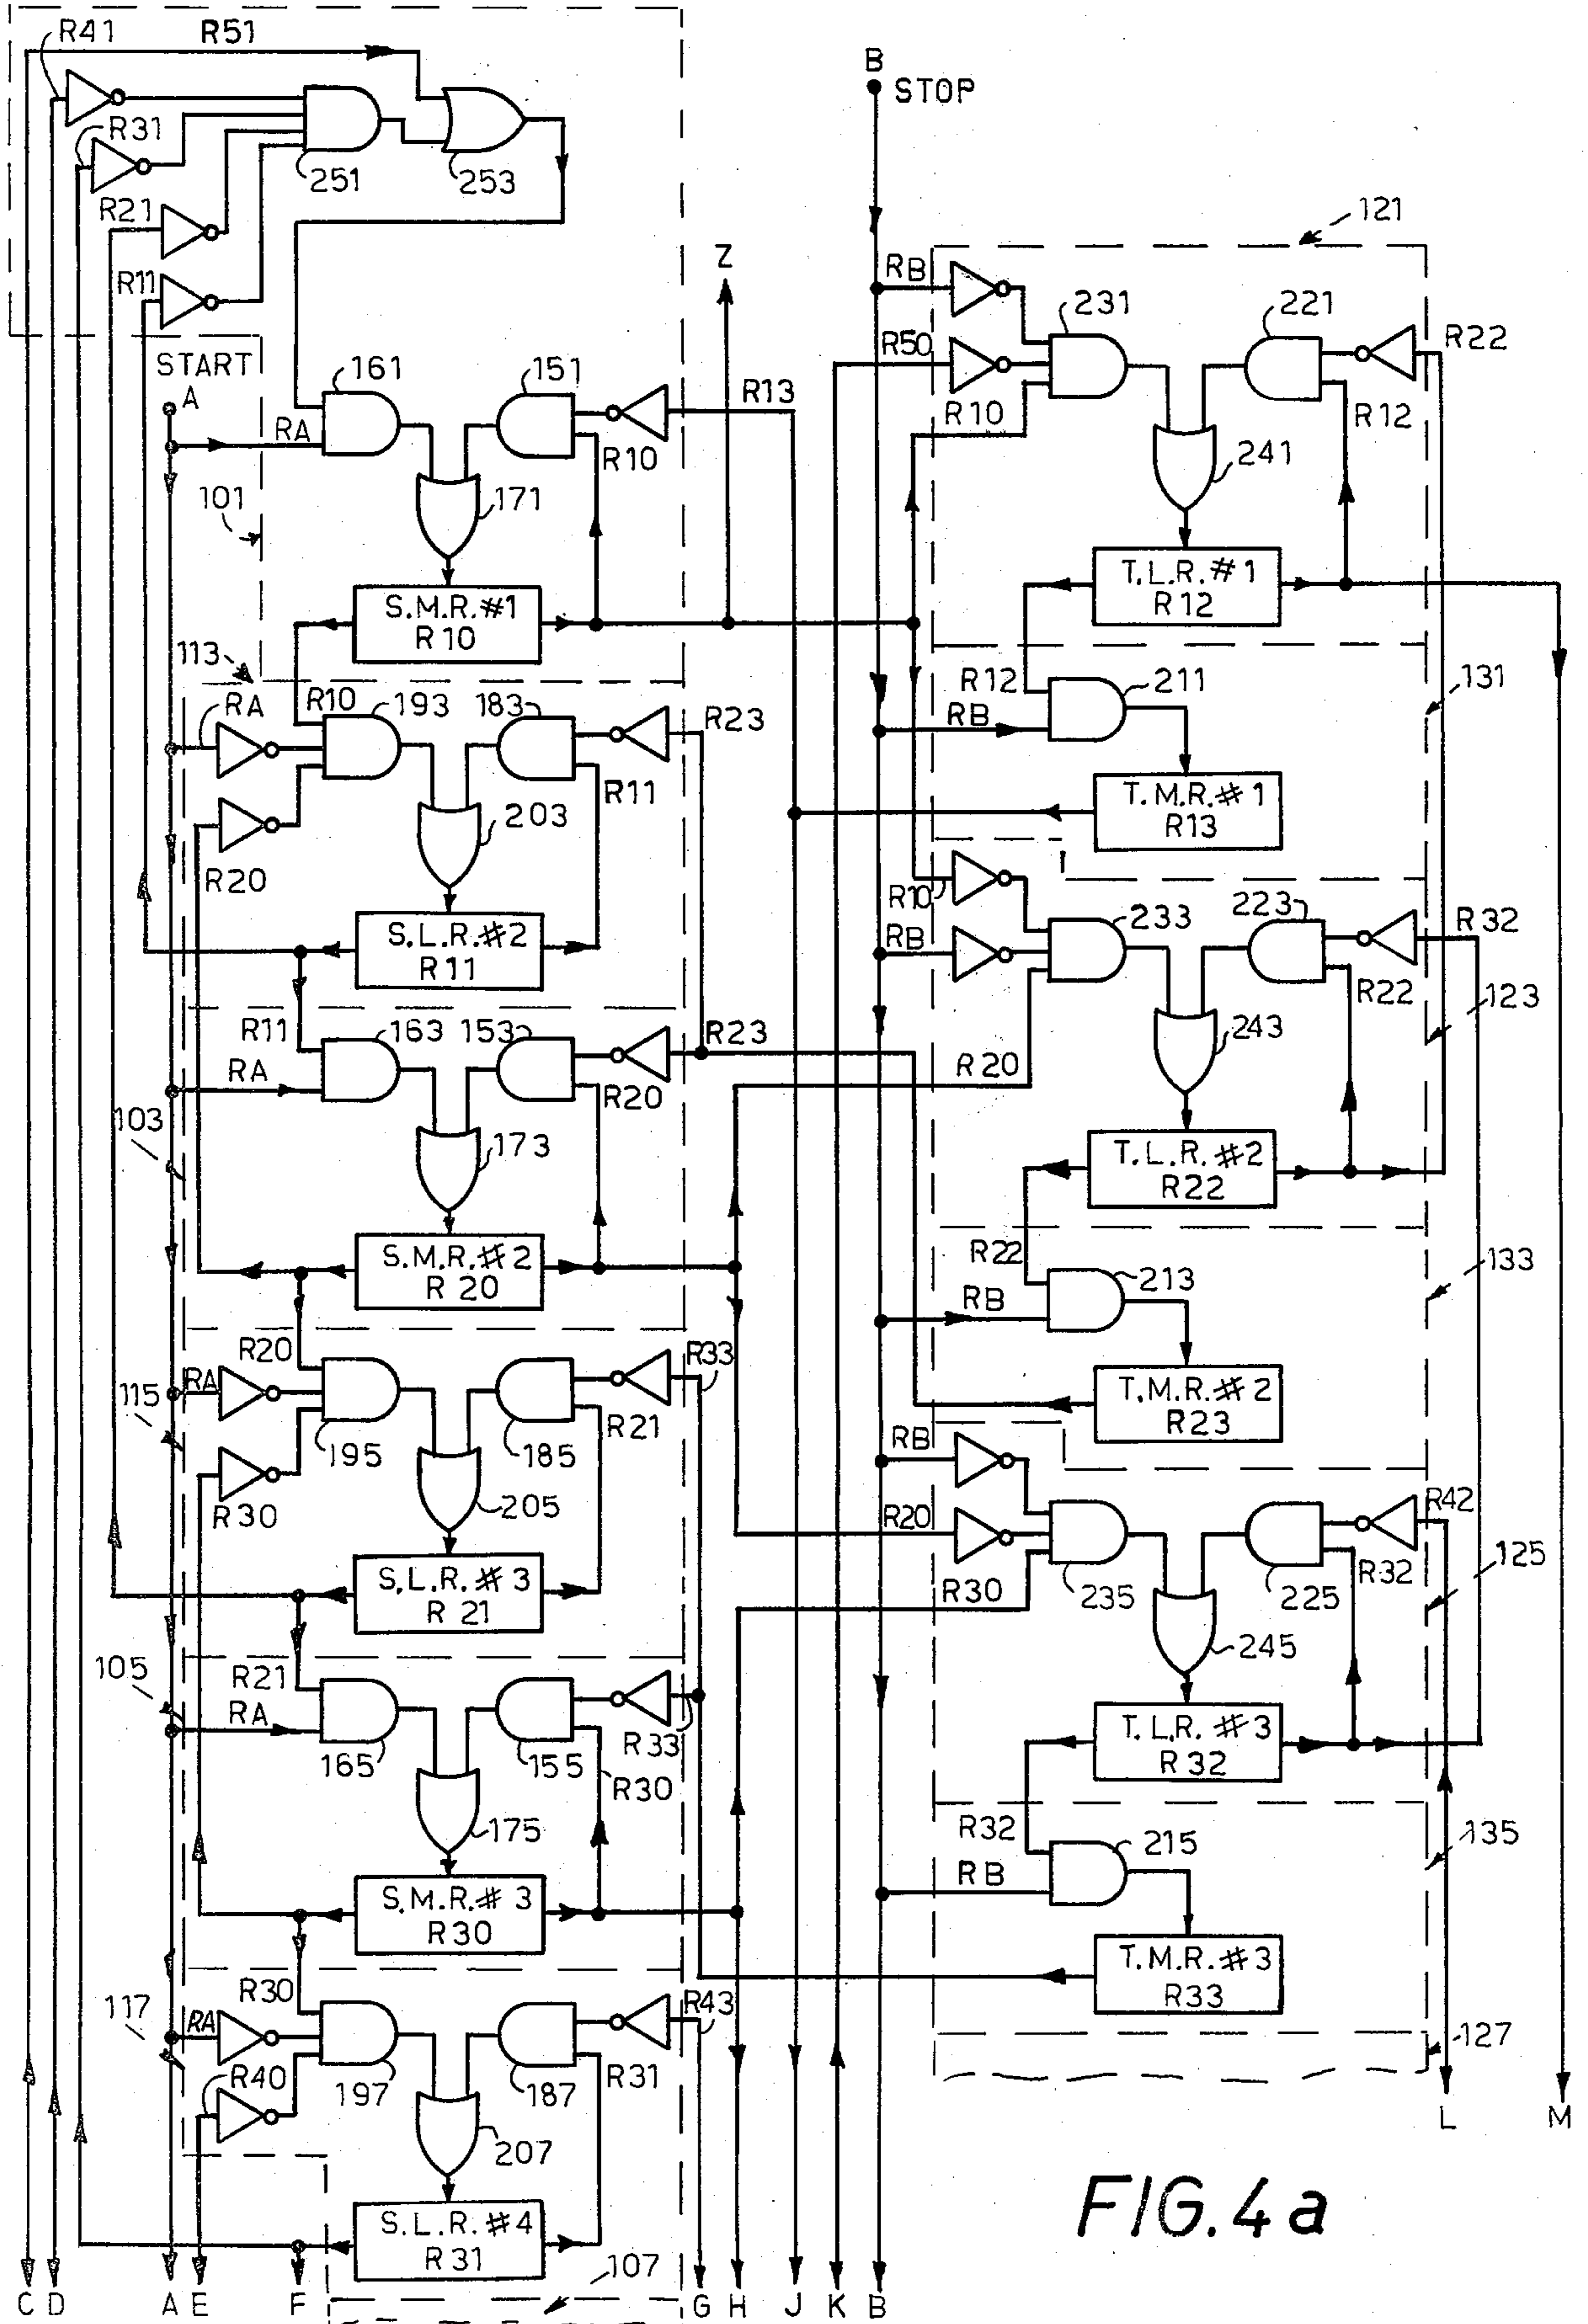 R41
R51
B
STOP
R31
251
253
121
R21
Z
RB
231
221
R22
R11
R50
START
161
151
R13
R10
R12
A
RA
R10
241
101
171
T.L.R. #1
R12
S.M.R. #1
R10
113
R12
211
131
RA
R10
193
183
R23
RB
T.M.R. #1
R13
R11
203
R20
R10
233
223
R32
RB
S.L.R. #2
R11
R22
123
R11
163
153
R23
243
RA
R20
R20
103
173
T.L.R. #2
R22
S.M.R. #2
R20
R22
213
133
RB
R20
R33
RA
T.M.R. #2
R23
115
195
185
R21
RB
R30
205
R20
R42
S.L.R. #3
R21
R30
235
225
R32
125
245
105
R21
RA
165
155
R33
T.L.R. #3
R32
R30
175
R32
215
135
RB
S.M.R. #3
R30
T.M.R. #3
R33
R30
117
RA
R43
127
R40
197
187
R31
207
L
M
S.L.R. #4
R31
107
FIG. 4a
C
D
A
E
F
G
H
J
K
B